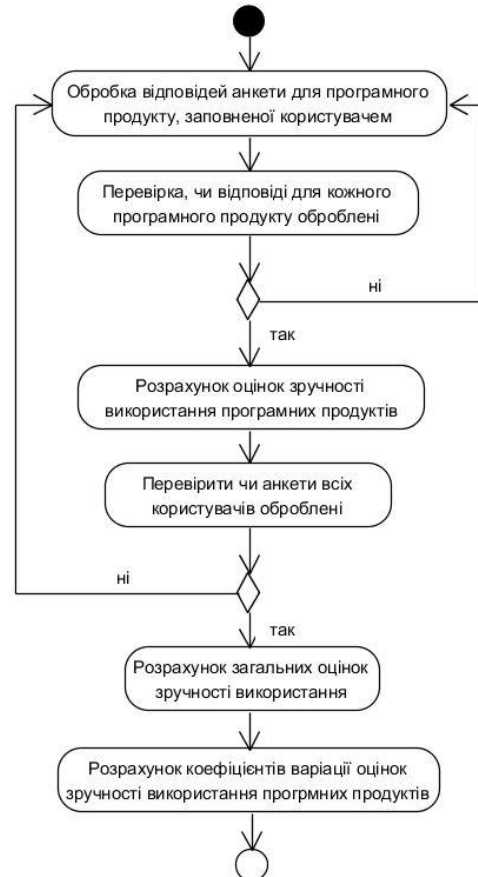 Обробка відповідей анкети для програмного
продукту, заповненої користувачем
Перевірка, чи відповіді для кожного
програмного продукту оброблені
ні
так
Розрахунок оцінок зручності
використання програмних продуктів
Перевірити чи анкети всіх
користувачів оброблені
ні
так
Розрахунок загальних оцінок
зручності використання
Розрахунок коефіцієнтів варіації оцінок
зручності використання прогрмних продуктів